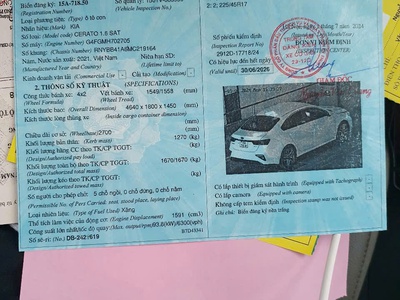 (Registration Number)
(Vehicle Inspection No.)
Loại phương tiện: (Type) ô tô con
Nhãn hiệu: (Mark) KIA
Số loại: (Model code) CERATO 1.6 SAT
Số máy: (Engine Number) G4FGMH702705
Số khung: (Chassis Number)
Năm, Nước sản xuất: 2021, Việt Nam
Niên hạn SD:
(Manufactured Year and Country)
(Lifetime limit to)
Kinh doanh vận tải (Commercial Use)
Cải tạo (Modification)
2. THÔNG SỐ KỸ THUẬT (SPECIFICATIONS)
Công thức bánh xe: 4x2 Vết bánh xe: 1549/1558 (mm)
(Wheel Formula) (Wheel Tread)
Kích thước bao: (Overall Dimension) 4640 x 1800 x 1450 (mm)
Kích thước lòng thùng xe (Inside cargo container dimension)
(mm)
Chiều dài cơ sở: (Wheelbase) 2700 (mm)
Khối lượng bản thân: (Kerb mass) 1270 (kg)
Khối lượng hàng CC theo TK/CP TGGT: (kg)
(Design/Authorized pay load)
Khối lượng toàn bộ theo TK/CP TGGT: 1670/1670 (kg)
(Design/Authorized total mass)
Khối lượng kéo theo TK/CP TGGT: (kg)
(Design/Authorized towed mass)
Số người cho phép chở: 5 chỗ ngồi, 0 chỗ đứng, 0 chỗ nằm
(Permissible No. of Pers Carried: seat, stood place, laying place)
Loại nhiên liệu: (Type of Fuel Used) Xăng
Thể tích làm việc của động cơ: (Engine Displacement) 1591 (cm3)
Công suất lớn nhất/tốc độ quay: (Max. output/rpm) 93.8(kW)/6300vph)
Số sê-ri: (No.) DB-2421619
2; 2; 225/45R17
Số phiếu kiểm định
(Inspection Report No)
2912D-17718/24
Có hiệu lực đến hết ngày
(Valid until) 30/06/2026
ĐƠN VỊ KIỂM ĐỊNH
GIÁM ĐỐC
Có lắp thiết bị giám sát hành trình (Equipped with Tachograph)
Có lắp camera (Equipped with camera)
Không cấp tem kiểm định (Inspection stamp was not issued)
Ghi chú: Biển đăng ký nền trắng